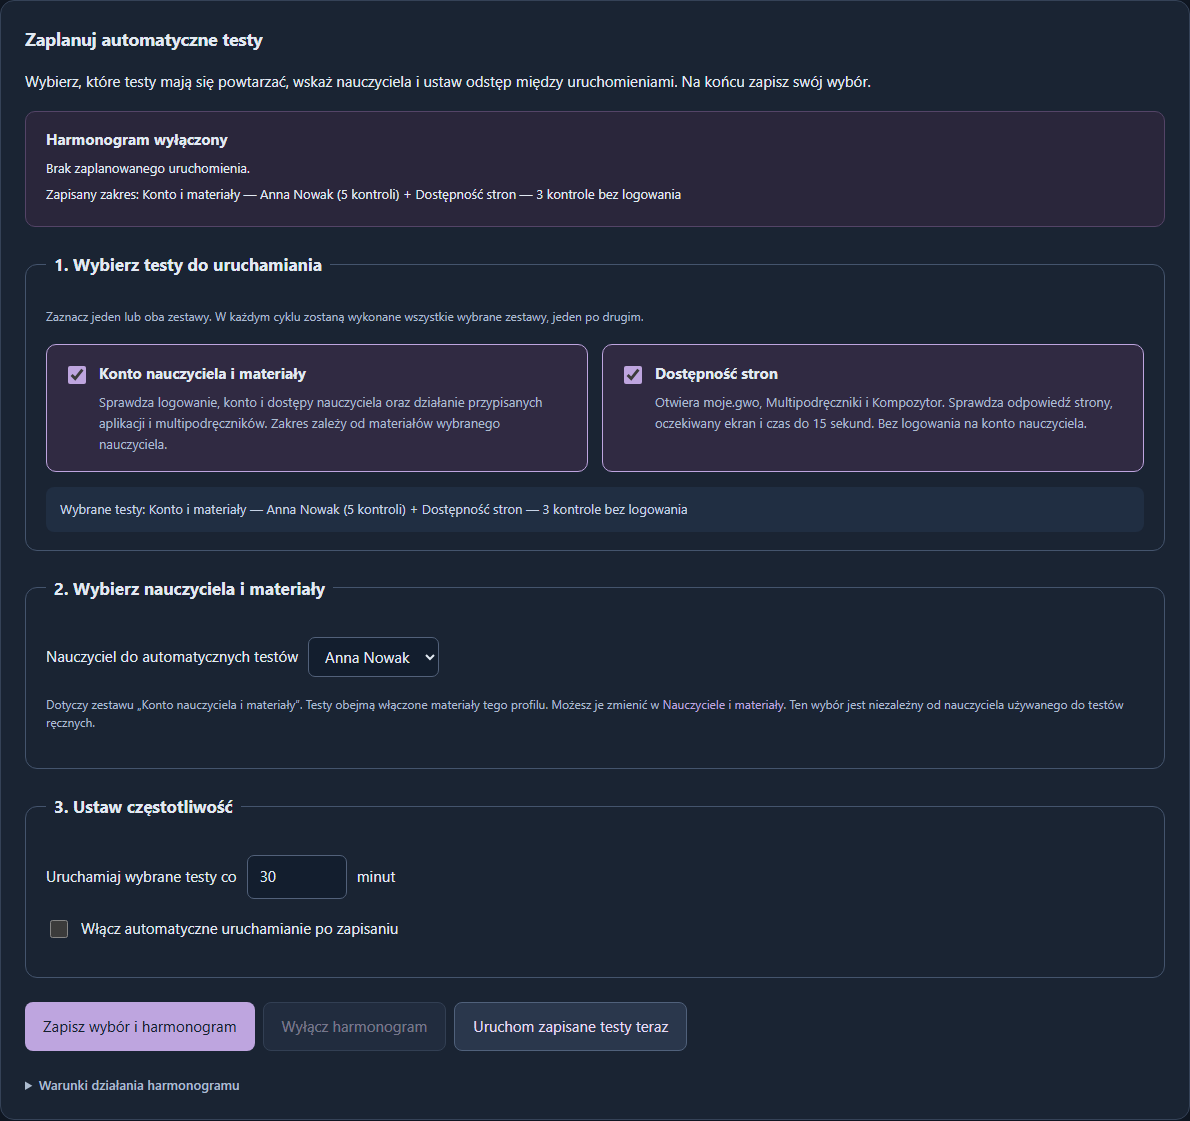 Zaplanuj automatyczne testy
Wybierz, które testy mają się powtarzać, wskaż nauczyciela i ustaw odstęp między uruchomieniami. Na końcu zapisz swój wybór.
Harmonogram wyłączony
Brak zaplanowanego uruchomienia.
Zapisany zakres: Konto i materiały — Anna Nowak (5 kontroli) + Dostępność stron — 3 kontrole bez logowania
1. Wybierz testy do uruchamiania
Zaznacz jeden lub oba zestawy. W każdym cyklu zostaną wykonane wszystkie wybrane zestawy, jeden po drugim.
Konto nauczyciela i materiały
Sprawdza logowanie, konto i dostępy nauczyciela oraz działanie przypisanych
aplikacji i multipodręczników. Zakres zależy od materiałów wybranego
nauczyciela.
Dostępność stron
Otwiera moje.gwo, Multipodręczniki i Kompozytor. Sprawdza odpowiedź strony,
oczekiwany ekran i czas do 15 sekund. Bez logowania na konto nauczyciela.
Wybrane testy: Konto i materiały — Anna Nowak (5 kontroli) + Dostępność stron — 3 kontrole bez logowania
2. Wybierz nauczyciela i materiały
Nauczyciel do automatycznych testów Anna Nowak
Dotyczy zestawu „Konto nauczyciela i materiały”. Testy obejmą włączone materiały tego profilu. Możesz je zmienić w Nauczyciele i materiały. Ten wybór jest niezależny od nauczyciela używanego do testów
ręcznych.
3. Ustaw częstotliwość
Uruchamiaj wybrane testy co 30 minut
Włącz automatyczne uruchamianie po zapisaniu
Zapisz wybór i harmonogram Wyłącz harmonogram Uruchom zapisane testy teraz
Warunki działania harmonogramu